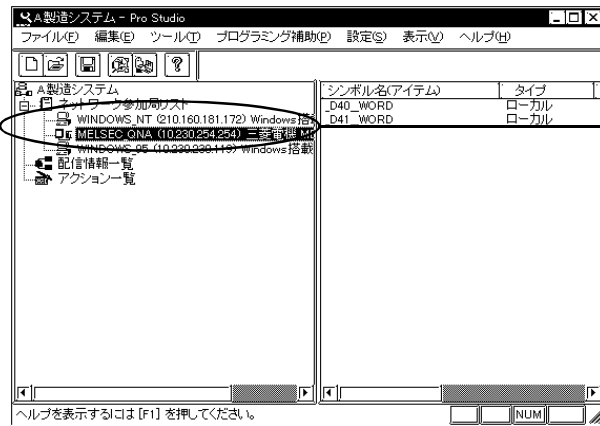 A製造システム - Pro Studio
ファイル(F) 編集(E) ツール(T) プログラミング補助(P) 設定(S) 表示(V) ヘルプ(H)
A製造システム
ネットワーク参加局リスト
WINDOWS_NT (210.160.181.172) Windows搭
MELSEC_QNA (10.230.254.254) 三菱電機
WINDOWS_95 (10.230.238.119) Windows搭載
配信情報一覧
アクション一覧
シンボル名(アイテム) タイプ
_D40_WORD ローカル
_D41_WORD ローカル
ヘルプを表示するには [F1] を押してください。
NUM